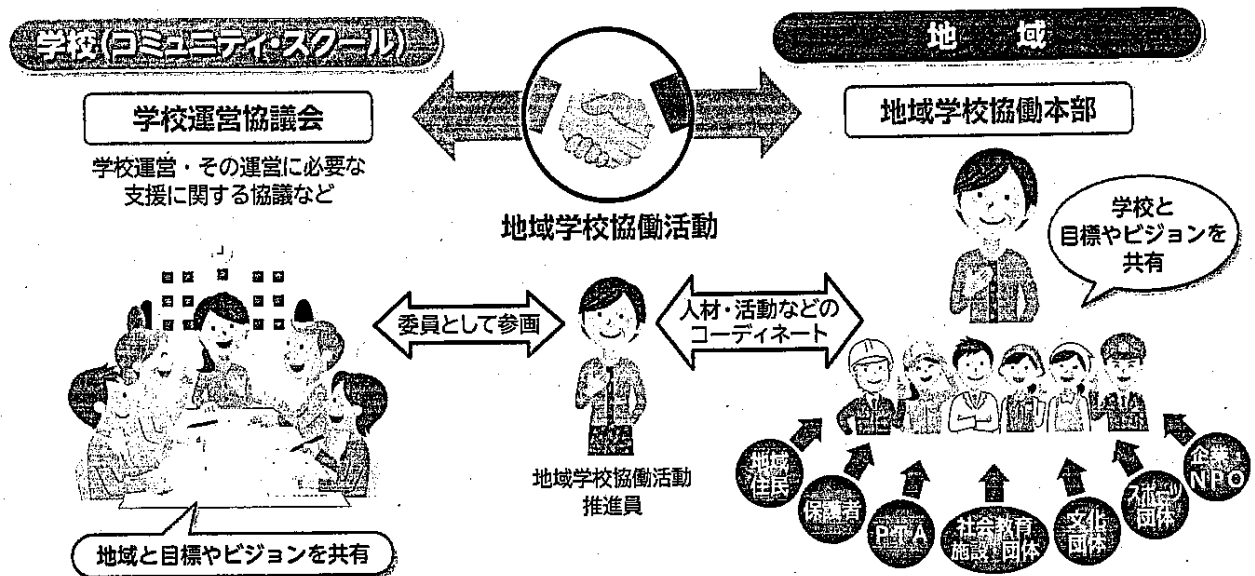 学校(コミュニティ・スクール)
地 域
学校運営協議会
学校運営・その運営に必要な
支援に関する協議など
地域学校協働活動
地域学校協働本部
学校と
目標やビジョンを
共有
委員として参画
人材・活動などの
コーディネート
地域学校協働活動
推進員
地域と目標やビジョンを共有
地域
住民
保護者
PTA
社会教育
施設・団体
文化
団体
スポーツ
団体
企業
NPO